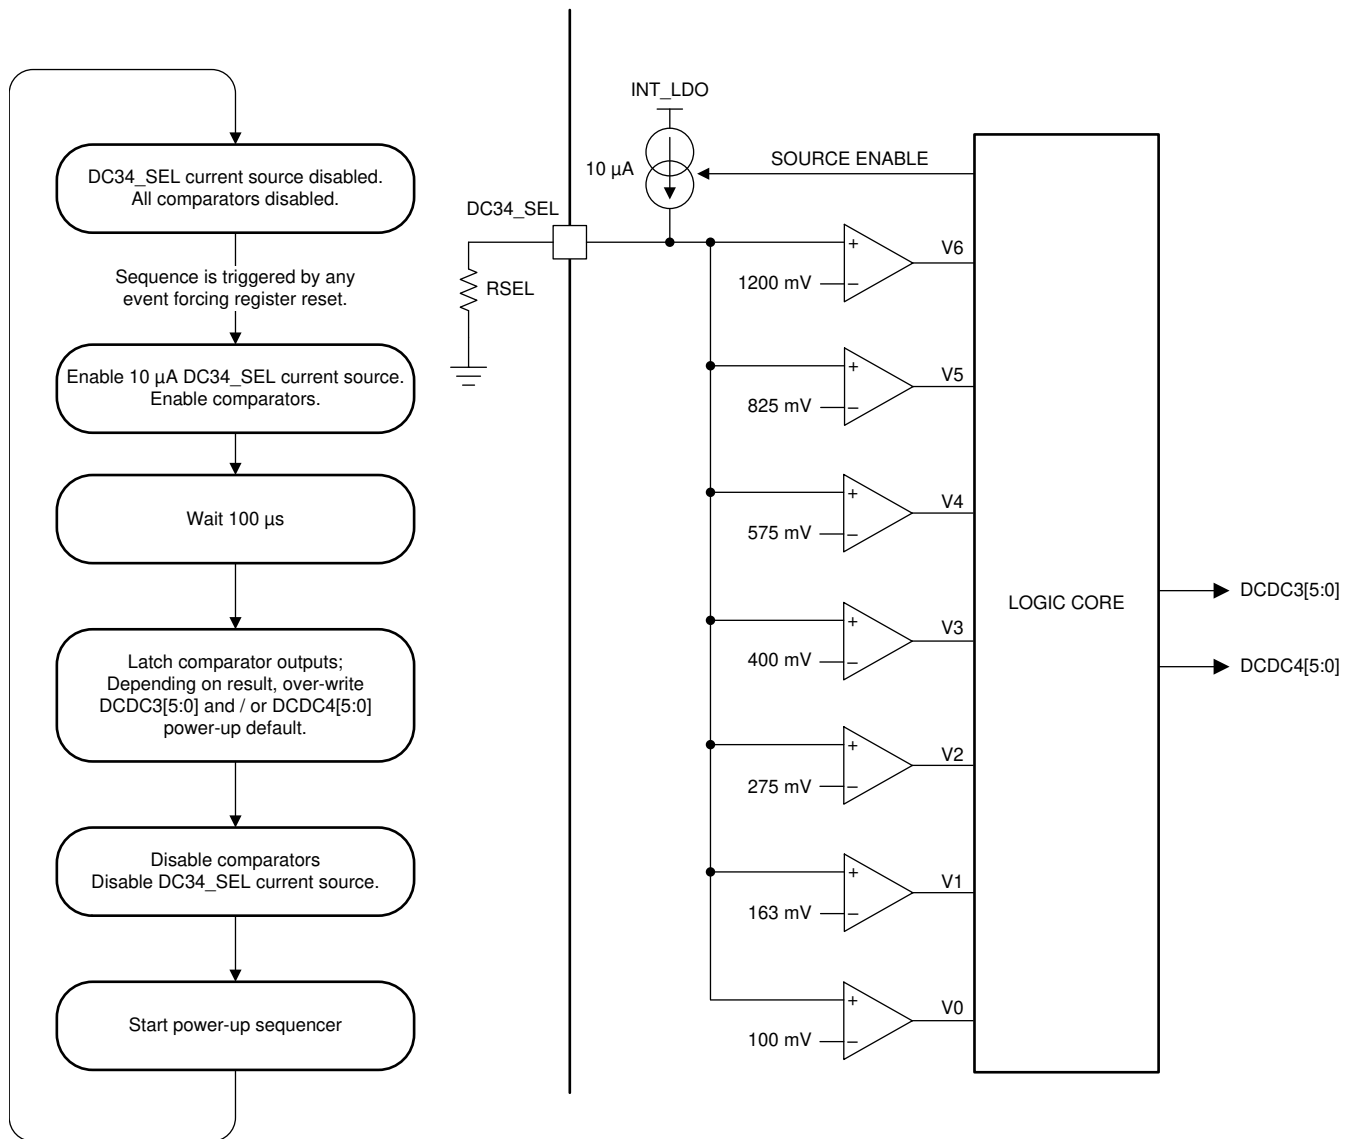 DC34_SEL current source disabled.
All comparators disabled.
Sequence is triggered by any
event forcing register reset.
Enable 10 µA DC34_SEL current source.
Enable comparators.
Wait 100 µs
Latch comparator outputs;
Depending on result, over-write
DCDC3[5:0] and / or DCDC4[5:0]
power-up default.
Disable comparators
Disable DC34_SEL current source.
Start power-up sequencer
INT_LDO
10 µA
SOURCE ENABLE
DC34_SEL
RSEL
+
1200 mV
–
V6
+
825 mV
–
V5
+
575 mV
–
V4
+
400 mV
–
V3
+
275 mV
–
V2
+
163 mV
–
V1
+
100 mV
–
V0
LOGIC CORE
DCDC3[5:0]
DCDC4[5:0]